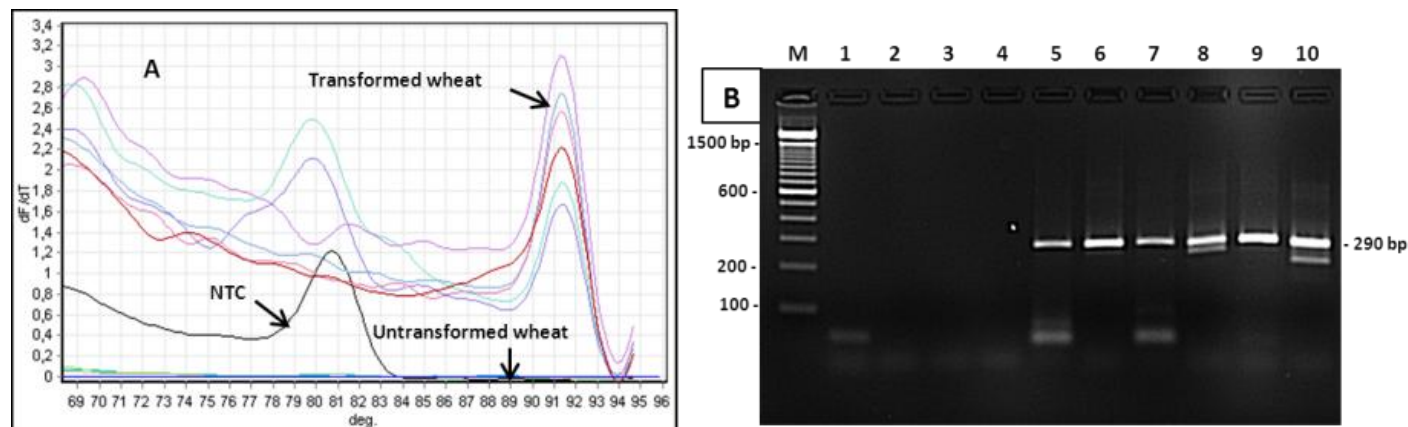 A
3,4
3,2
3
2,8
2,6
2,4
2,2
2
1,8
1,6
1,4
1,2
1
0,8
0,6
0,4
0,2
0
dF/dT
Transformed wheat
NTC
Untransformed wheat
69 70 71 72 73 74 75 76 77 78 79 80 81 82 83 84 85 86 87 88 89 90 91 92 93 94 95 96
deg.
M 1 2 3 4 5 6 7 8 9 10
B
1500 bp -
600 -
200 -
100 -
- 290 bp